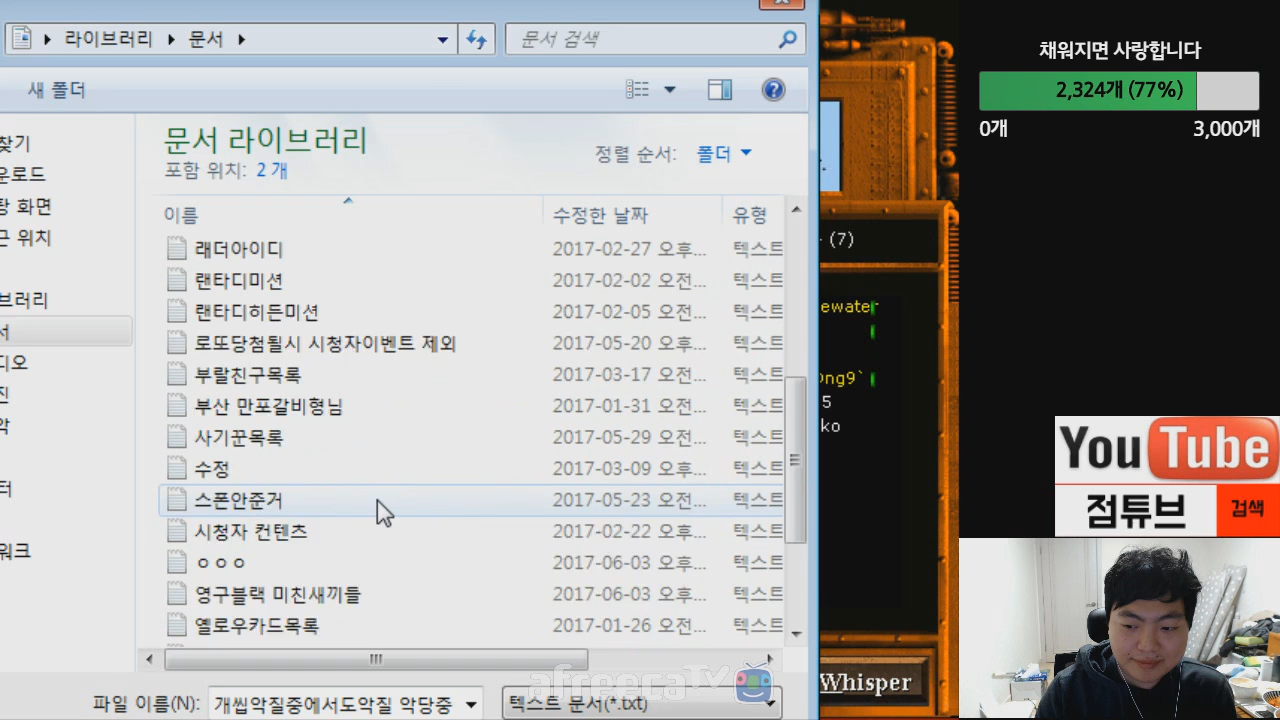 라이브러리 ▸ 문서 ▸
문서 검색
새 폴더
문서 라이브러리
포함 위치: 2 개
정렬 순서: 폴더
이름 수정한 날짜 유형
래더아이디 2017-02-27 오후... 텍스트
랜타디미션 2017-02-02 오전... 텍스트
랜타디히든미션 2017-02-05 오전... 텍스트
로또당첨될시 시청자이벤트 제외 2017-05-20 오후... 텍스트
부랄친구목록 2017-03-17 오전... 텍스트
부산 만포갈비형님 2017-01-31 오전... 텍스트
사기꾼목록 2017-05-29 오전... 텍스트
수정 2017-03-09 오전... 텍스트
스폰안준거 2017-05-23 오전... 텍스트
시청자 컨텐츠 2017-02-22 오후... 텍스트
ㅇㅇㅇ 2017-06-03 오후... 텍스트
영구블랙 미친새끼들 2017-06-03 오후... 텍스트
옐로우카드목록 2017-01-26 오전... 텍스트
찾기
운로드
탕 화면
근 위치
브러리
서
디오
진
악
터
워크
파일 이름(N): 개씹악질중에서도악질 악당중
텍스트 문서(*.txt)
afreecaTV
(7)
ewater
ong9`
5
ko
Whisper
채워지면 사랑합니다
2,324개 (77%)
0개 3,000개
YouTube
점튜브 검색